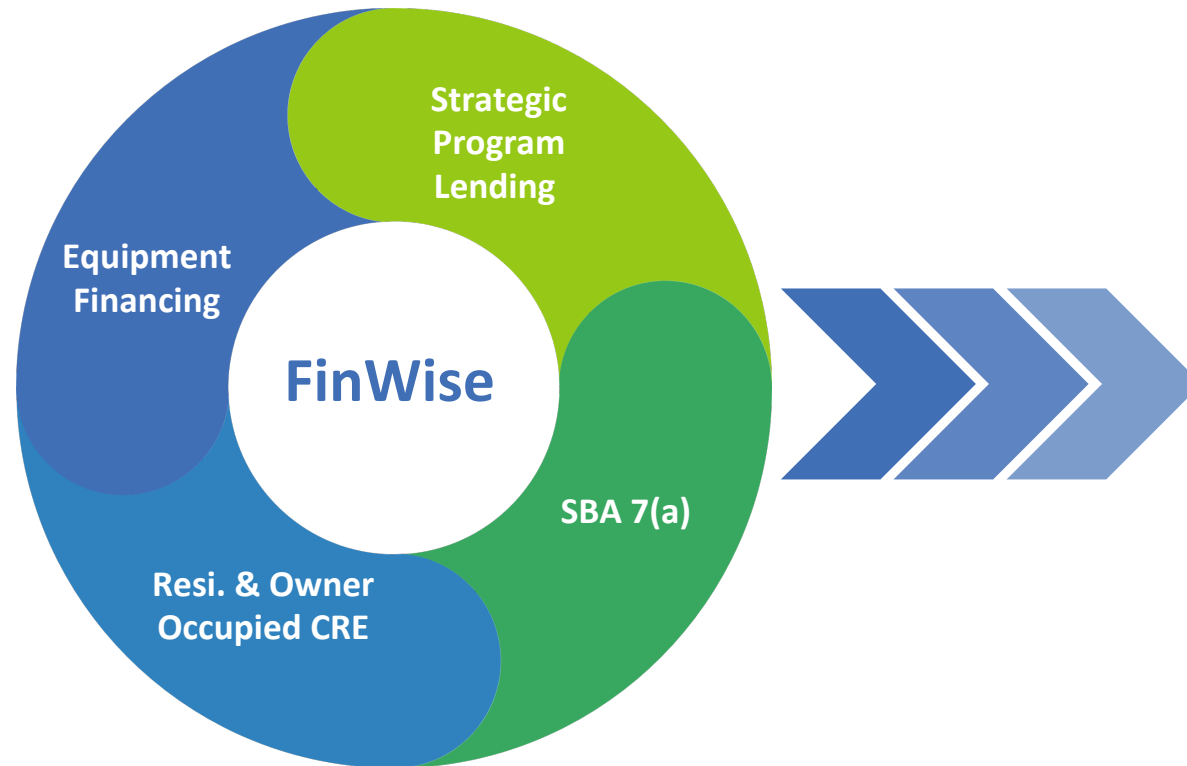 Strategic
Program
Lending
Equipment
Financing
FinWise
SBA 7(a)
Resi. & Owner
Occupied CRE